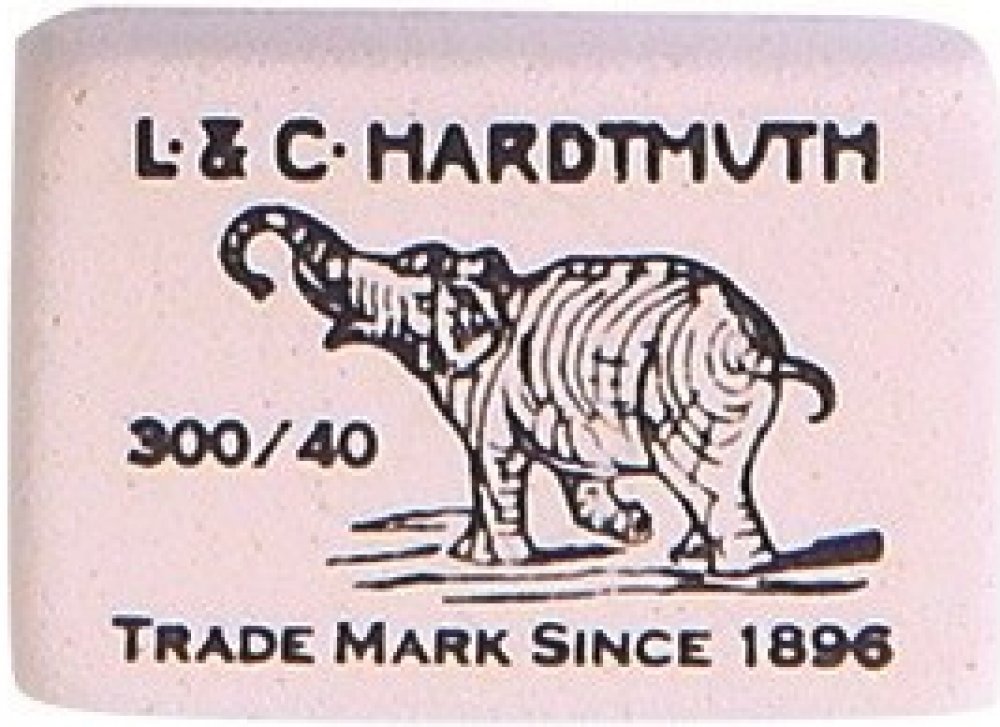 L. & C. HARDTMUTH
300/40
TRADE MARK SINCE 1896